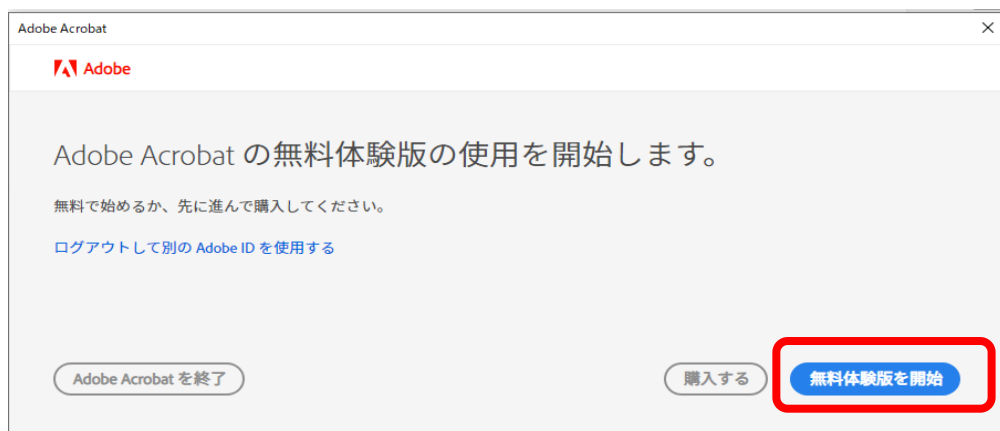 Adobe Acrobat
Adobe
Adobe Acrobat の無料体験版の使用を開始します。
無料で始めるか、先に進んで購入してください。
ログアウトして別の Adobe ID を使用する
Adobe Acrobat を終了
購入する
無料体験版を開始